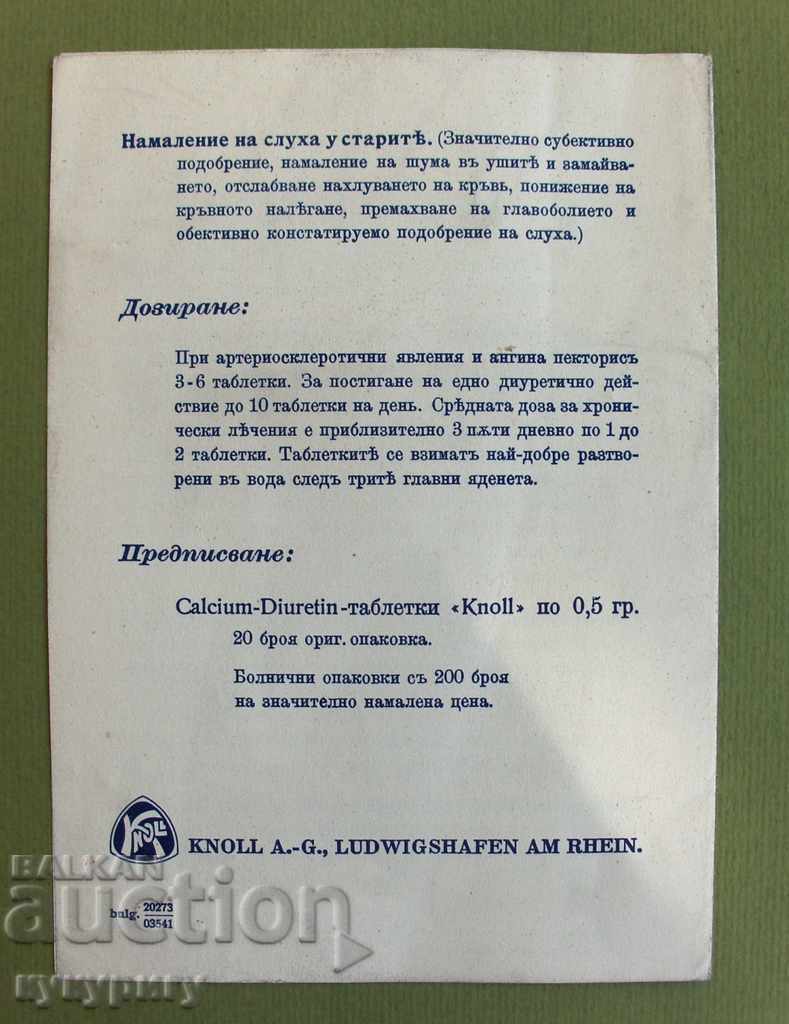 Намаление на слуха у старитѣ. (Значително субективно
подобрение, намаление на шума въ ушитѣ и замайва-
нето, отслабване нахлуването на кръвь, понижение на
кръвното налѣгане, премахване на главоболието и
обективно констатируемо подобрение на слуха.)
Дозиране:
При артериосклеротични явления и ангина пекторисъ
3-6 таблетки. За постигане на едно диуретично дей-
ствие до 10 таблетки на день. Срѣдната доза за хрони-
чески лѣчения е приблизително 3 пѫти дневно по 1 до
2 таблетки. Таблеткитѣ се взиматъ най-добре разтво-
рени въ вода следъ тритѣ главни яденета.
Предписване:
Calcium-Diuretin-таблетки «Knoll» по 0,5 гр.
20 броя ориг. опаковка.
Болнични опаковки съ 200 броя
на значително намалена цена.
KNOLL
KNOLL A.-G., LUDWIGSHAFEN AM RHEIN.
bulg. 20273
03541
BALKAN
auction
кукуригу